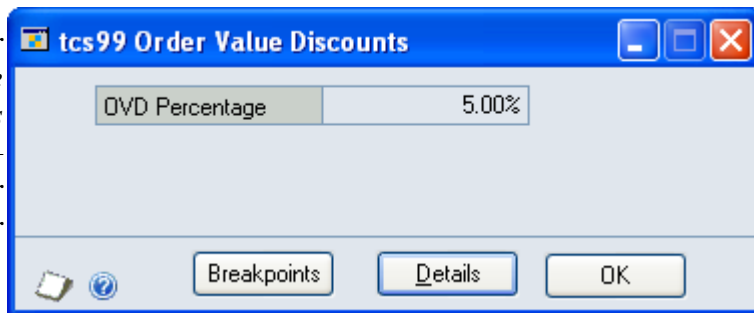 tcs99 Order Value Discounts
OVD Percentage 5.00%
Breakpoints Details OK